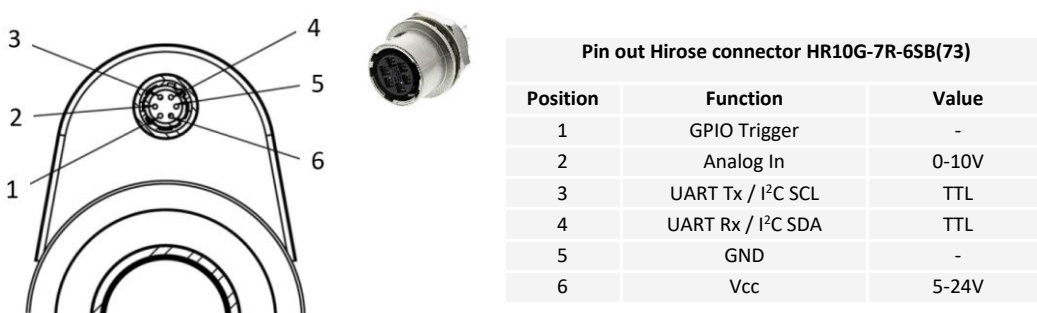 3
4
2
5
1
6
Pin out Hirose connector HR10G-7R-6SB(73)
Position Function Value
1 GPIO Trigger -
2 Analog In 0-10V
3 UART Tx / I²C SCL TTL
4 UART Rx / I²C SDA TTL
5 GND -
6 Vcc 5-24V